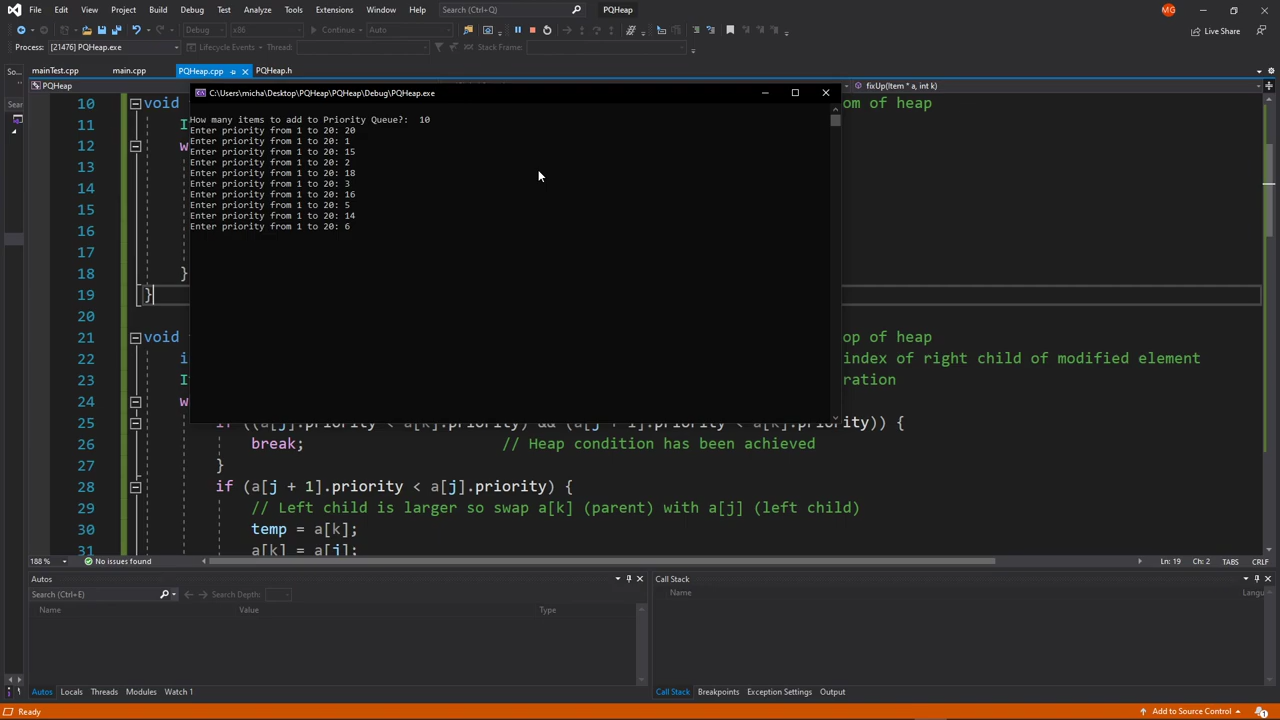 File Edit View Project Build Debug Test Analyze Tools Extensions Window Help Search (Ctrl+Q) PQHeap MG
Debug x86 Continue Auto Live Share
Process: [21476] PQHeap.exe Lifecycle Events Thread: Stack Frame:
So... mainTest.cpp main.cpp PQHeap.cpp PQHeap.h
PQHeap fixUp(Item * a, int k)
C:\Users\micha\Desktop\PQHeap\PQHeap\Debug\PQHeap.exe
Sear
How many items to add to Priority Queue?: 10
Enter priority from 1 to 20: 20
Enter priority from 1 to 20: 1
Enter priority from 1 to 20: 15
Enter priority from 1 to 20: 2
Enter priority from 1 to 20: 18
Enter priority from 1 to 20: 3
Enter priority from 1 to 20: 16
Enter priority from 1 to 20: 5
Enter priority from 1 to 20: 14
Enter priority from 1 to 20: 6
10 void om of heap
11 I
12 w
13
14
15
16
17
18 }
19 }
20
21 void op of heap
22 i index of right child of modified element
23 I ration
24 w
25 if ((a[j].priority < a[k].priority) && (a[j + 1].priority < a[k].priority)) {
26 break; // Heap condition has been achieved
27 }
28 if (a[j + 1].priority < a[j].priority) {
29 // Left child is larger so swap a[k] (parent) with a[j] (left child)
30 temp = a[k];
31 a[k] = a[j];
188 % No issues found Ln: 19 Ch: 2 TABS CRLF
Autos Call Stack
Search (Ctrl+E) Search Depth: Name Langu
Name Value Type
Autos Locals Threads Modules Watch 1 Call Stack Breakpoints Exception Settings Output
Ready Add to Source Control 1